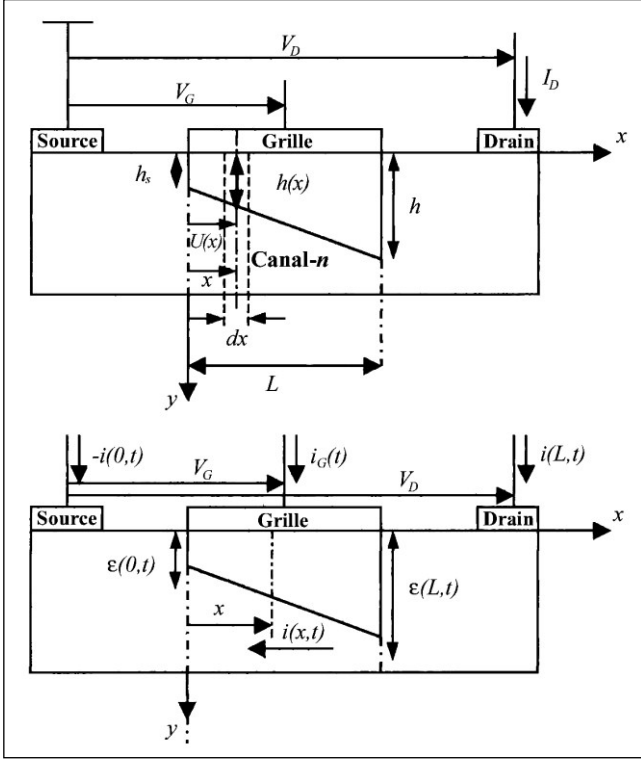 V_D
V_G
I_D
Source
Grille
Drain
x
h_s
h(x)
h
U(x)
Canal-n
x
dx
L
y
-i(0,t)
i_G(t)
i(L,t)
V_G
V_D
Source
Grille
Drain
x
ε(0,t)
ε(L,t)
x
i(x,t)
y